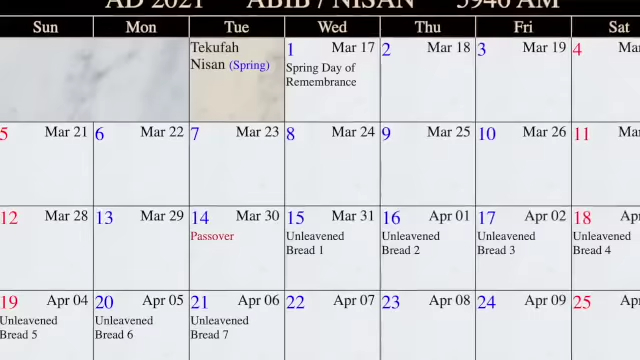 AD 2021 ABIB / NISAN 5946 AM
Sun Mon Tue Wed Thu Fri Sat
Tekufah
Nisan (Spring)
1 Mar 17
Spring Day of
Remembrance
2 Mar 18
3 Mar 19
4 Mar
5 Mar 21
6 Mar 22
7 Mar 23
8 Mar 24
9 Mar 25
10 Mar 26
11 Mar
12 Mar 28
13 Mar 29
14 Mar 30
Passover
15 Mar 31
Unleavened
Bread 1
16 Apr 01
Unleavened
Bread 2
17 Apr 02
Unleavened
Bread 3
18 Apr
Unleavened
Bread 4
19 Apr 04
Unleavened
Bread 5
20 Apr 05
Unleavened
Bread 6
21 Apr 06
Unleavened
Bread 7
22 Apr 07
23 Apr 08
24 Apr 09
25 Apr